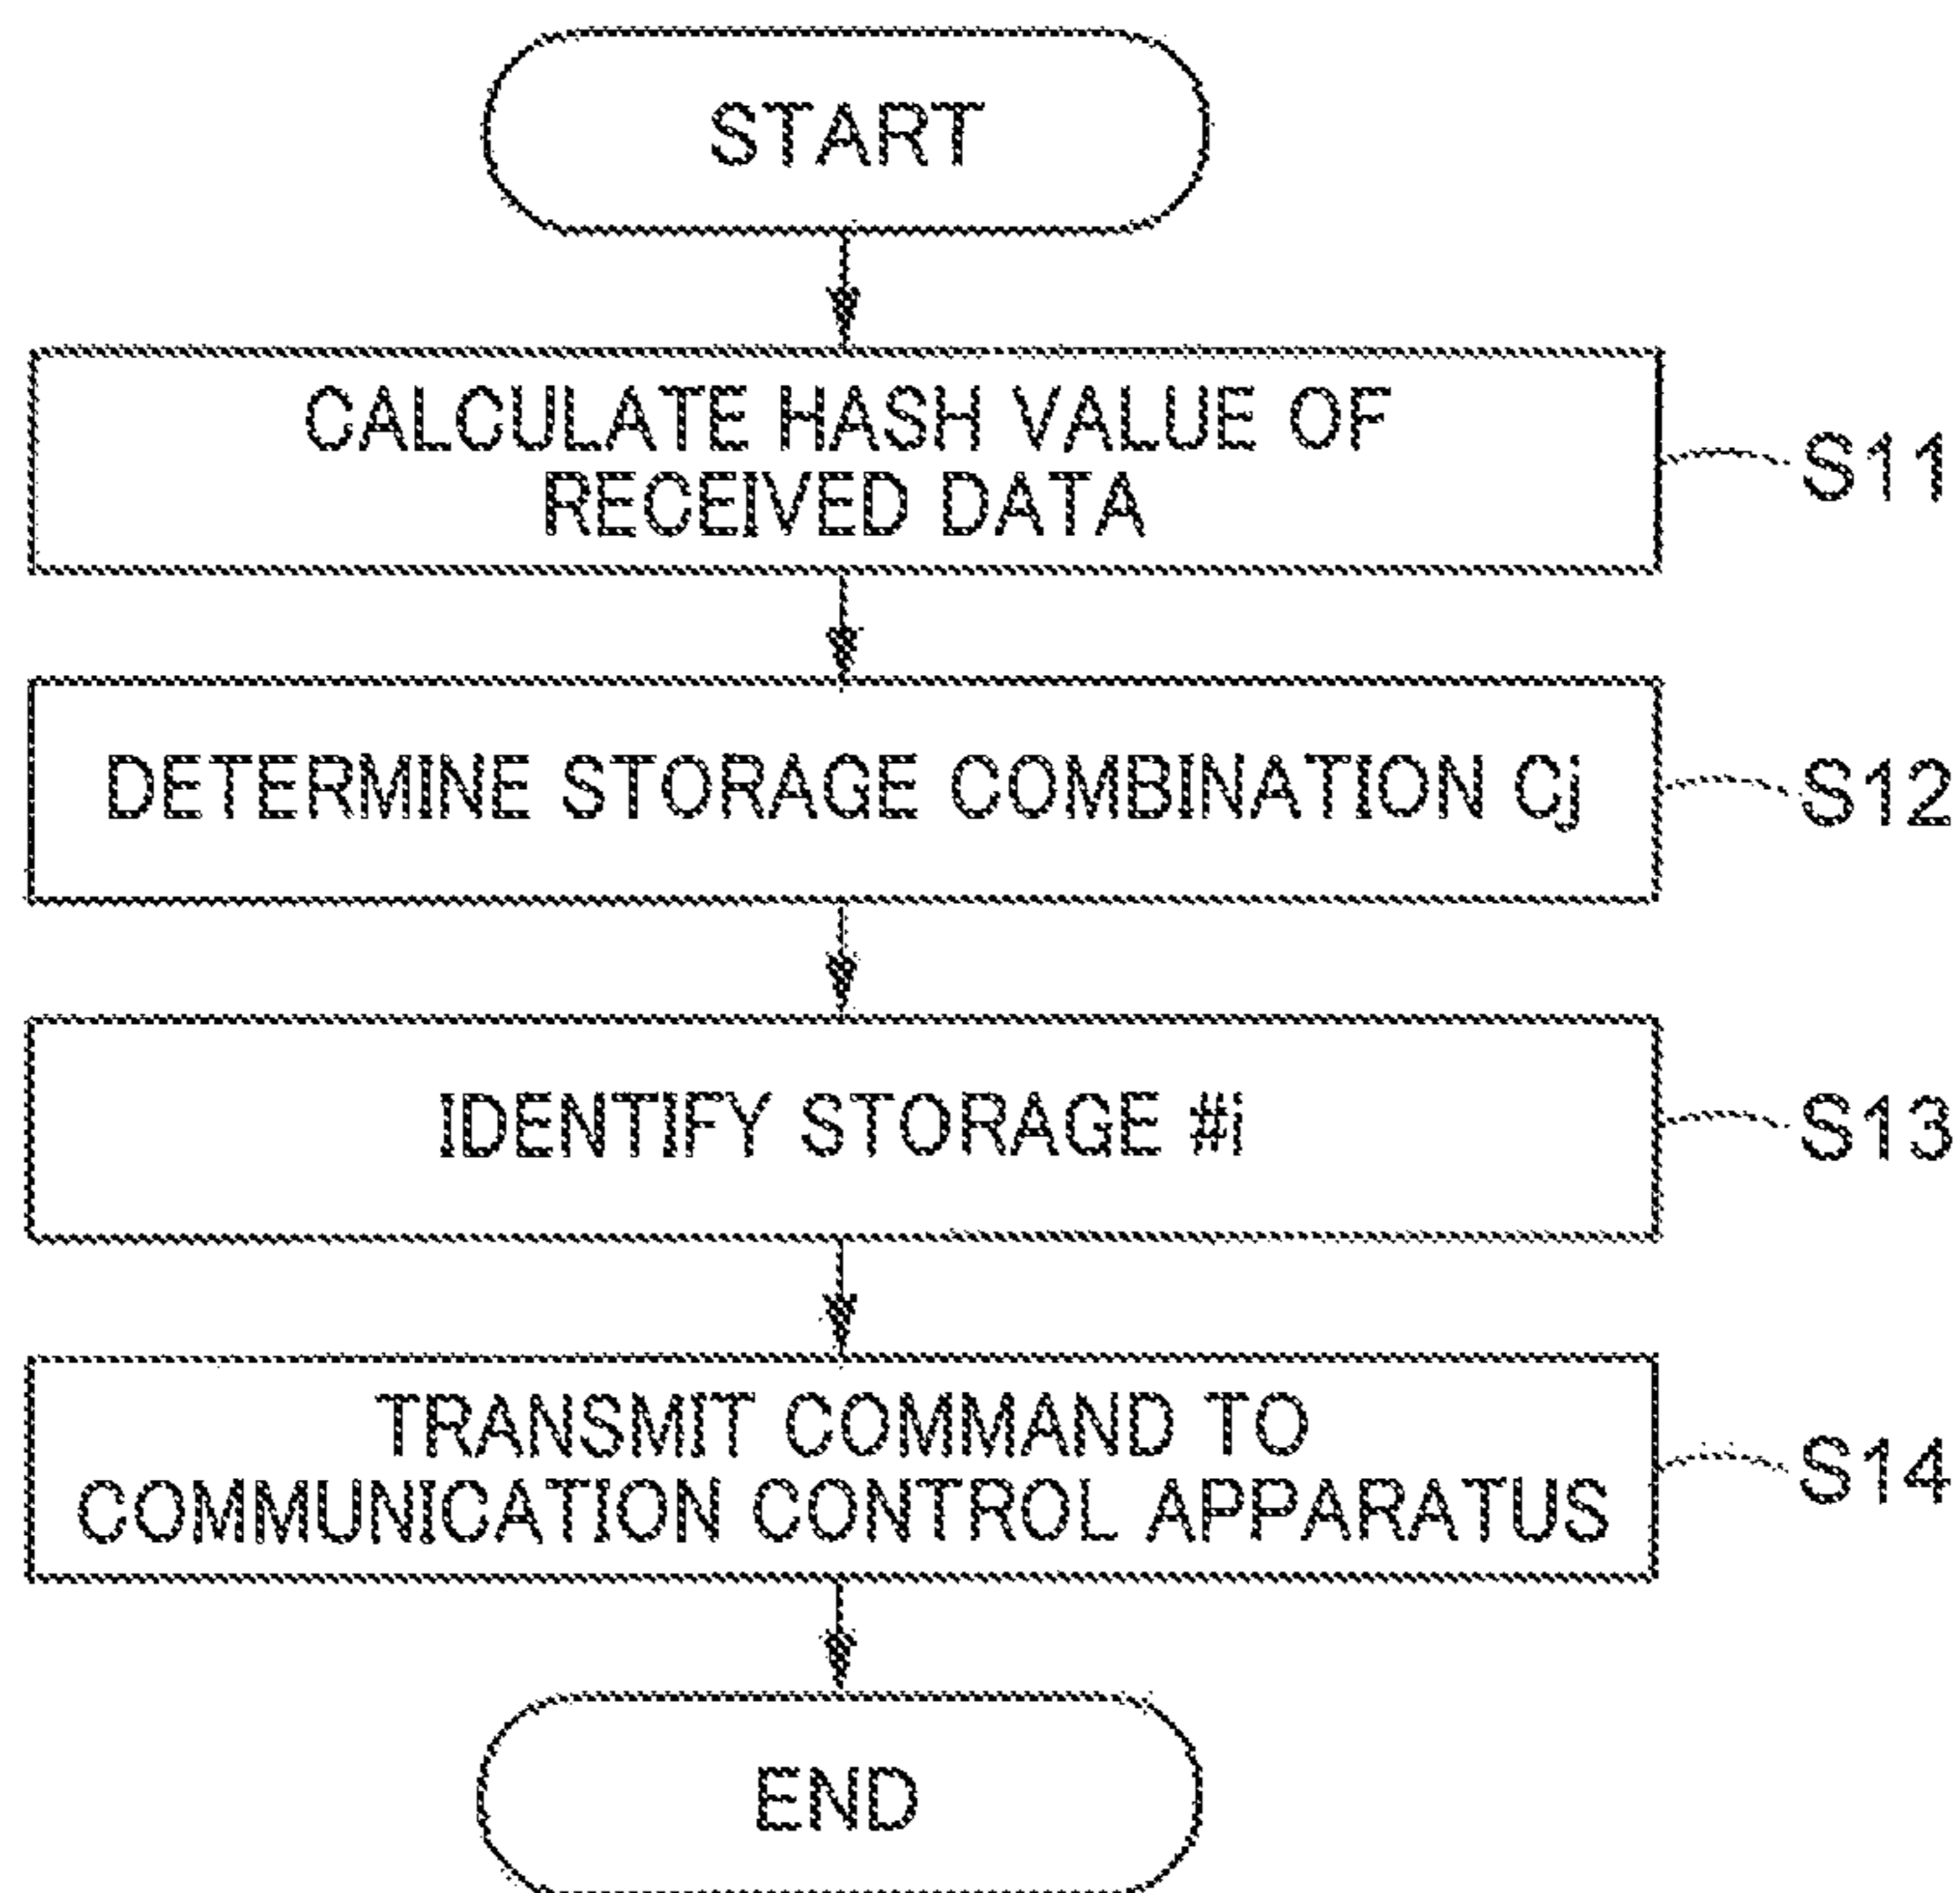 START
CALCULATE HASH VALUE OF
RECEIVED DATA
S11
DETERMINE STORAGE COMBINATION Cj
S12
IDENTIFY STORAGE #i
S13
TRANSMIT COMMAND TO
COMMUNICATION CONTROL APPARATUS
S14
END